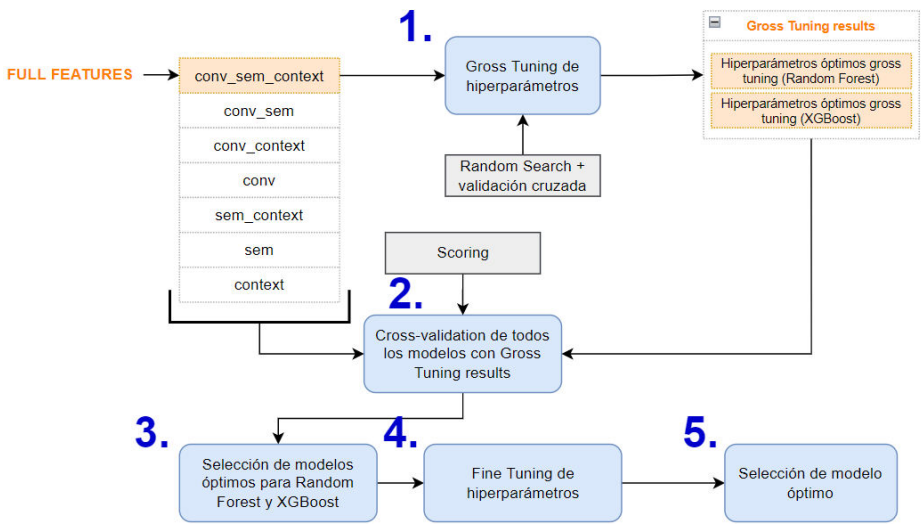 1.
Gross Tuning results
FULL FEATURES
conv_sem_context
Gross Tuning de
hiperparámetros
Hiperparámetros óptimos gross
tuning (Random Forest)
Hiperparámetros óptimos gross
tuning (XGBoost)
conv_sem
conv_context
conv
sem_context
sem
context
Random Search +
validación cruzada
Scoring
2.
Cross-validation de todos
los modelos con Gross
Tuning results
3.
Selección de modelos
óptimos para Random
Forest y XGBoost
4.
Fine Tuning de
hiperparámetros
5.
Selección de modelo
óptimo